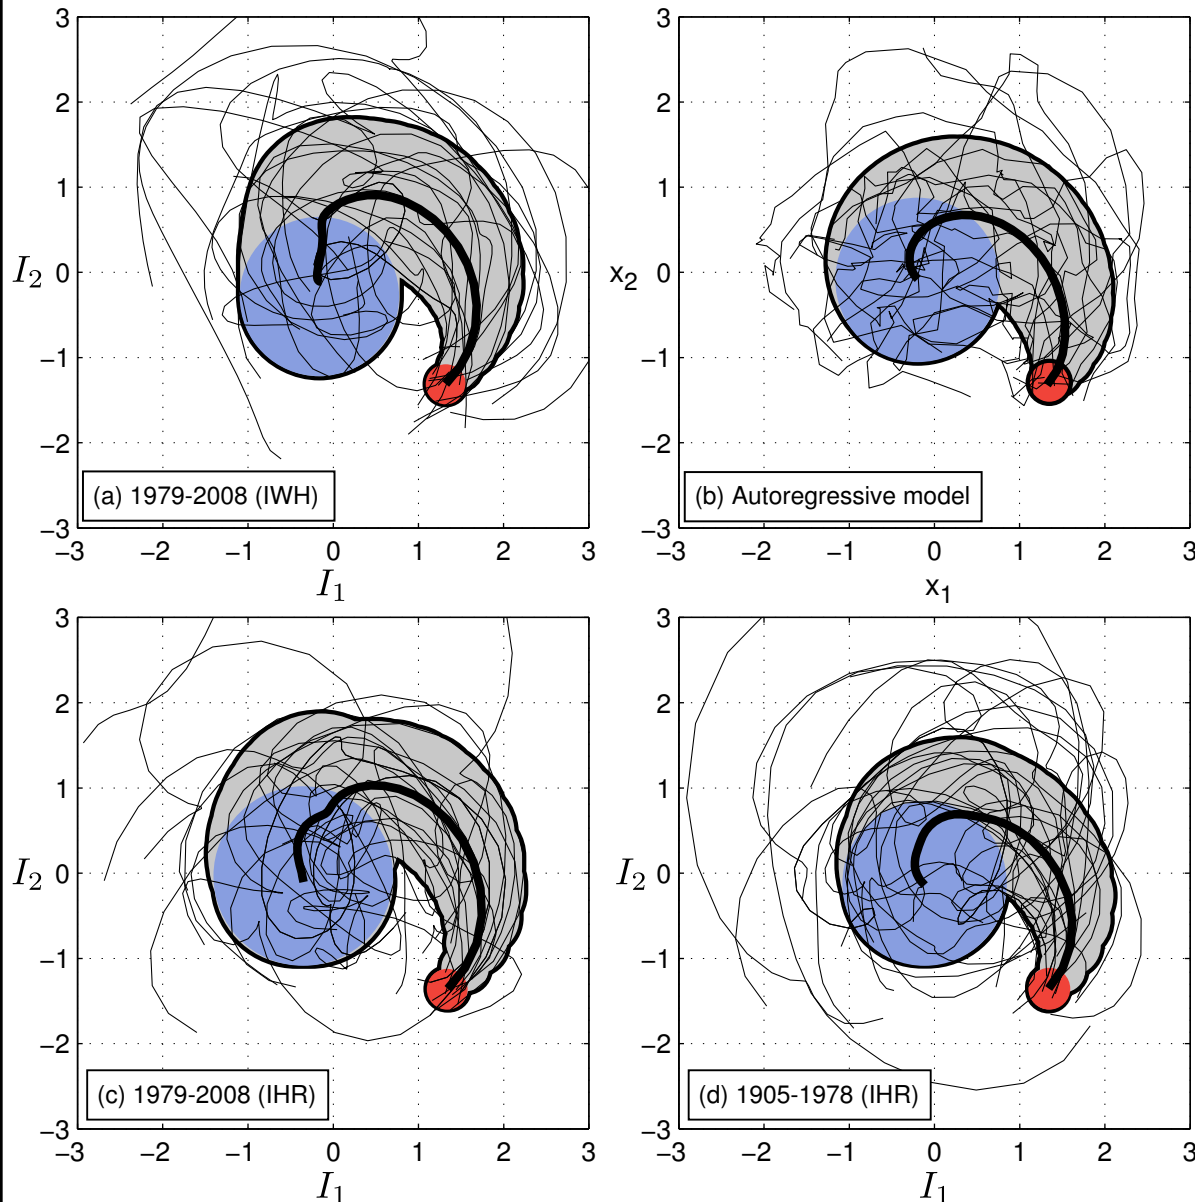 3
2
1
0
−1
−2
−3
I2
(a) 1979-2008 (IWH)
−3 −2 −1 0 1 2 3
I1
3
2
1
0
−1
−2
−3
x2
(b) Autoregressive model
−3 −2 −1 0 1 2 3
x1
3
2
1
0
−1
−2
−3
I2
(c) 1979-2008 (IHR)
−3 −2 −1 0 1 2 3
I1
3
2
1
0
−1
−2
−3
I2
(d) 1905-1978 (IHR)
−3 −2 −1 0 1 2 3
I1